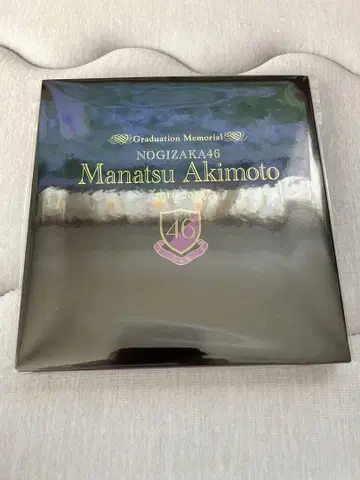 Graduation Memorial
NOGIZAKA46
Manatsu Akimoto
46